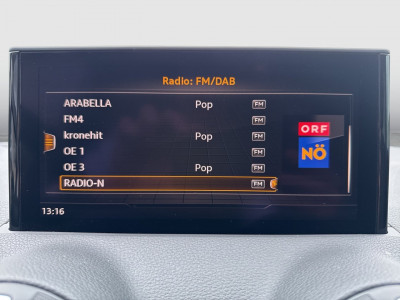 Radio: FM/DAB
ARABELLA Pop FM
FM4 FM
kronehit Pop FM
OE 1 FM
OE 3 Pop FM
RADIO-N FM
ORF
NÖ
13:16